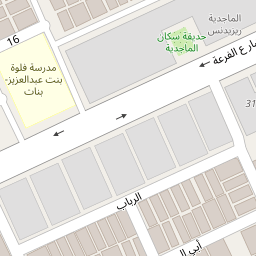 الماجدية
ريزيدنس
16
حديقة سكان
الماجدية
شارع الفرعة
مدرسة فلوة
بنت عبدالعزيز-
بنات
31
الرباب
أبي ال